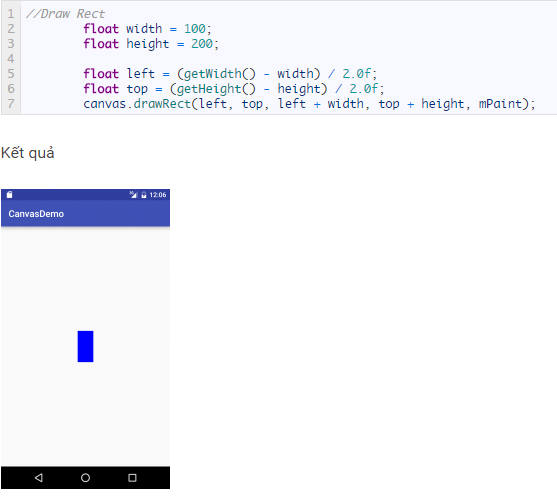 1 //Draw Rect
2 float width = 100;
3 float height = 200;
4
5 float left = (getWidth() - width) / 2.0f;
6 float top = (getHeight() - height) / 2.0f;
7 canvas.drawRect(left, top, left + width, top + height, mPaint);
Kết quả
12:06
CanvasDemo